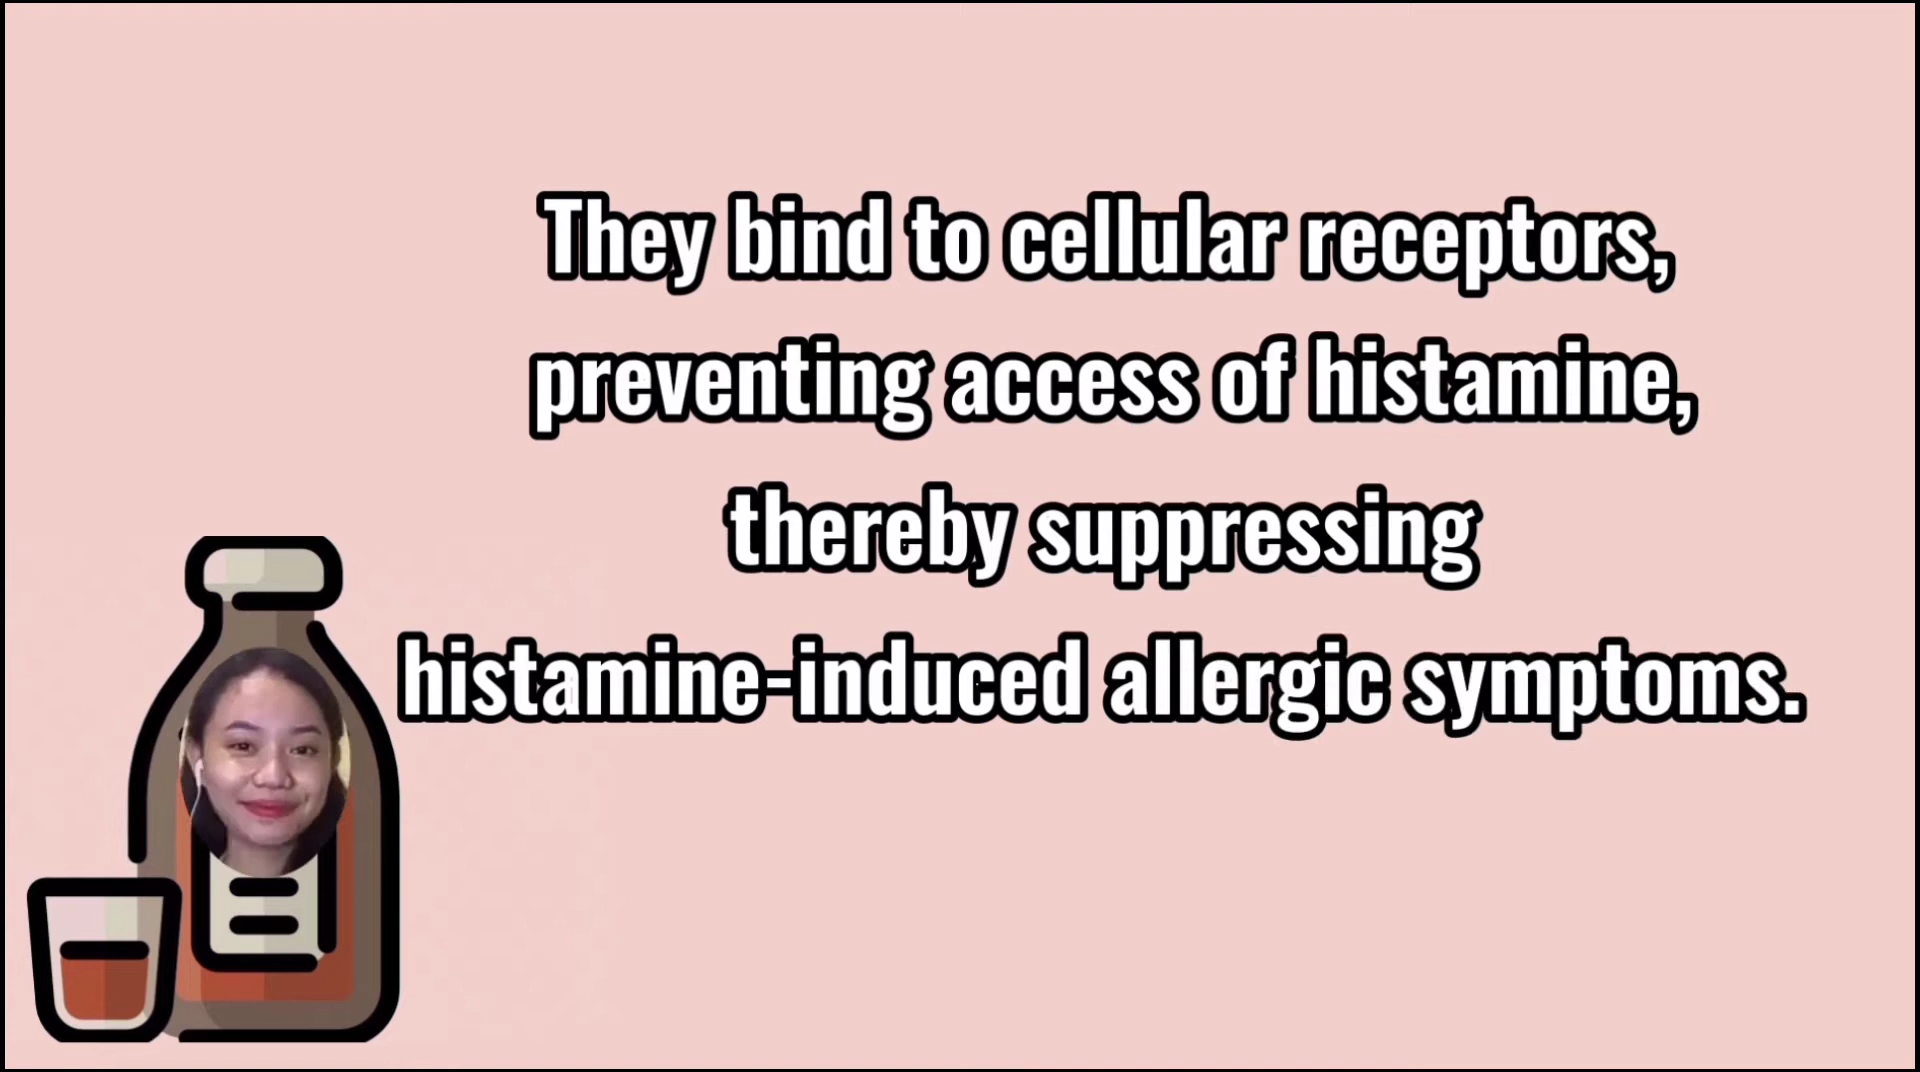 They bind to cellular receptors,
preventing access of histamine,
thereby suppressing
histamine-induced allergic symptoms.